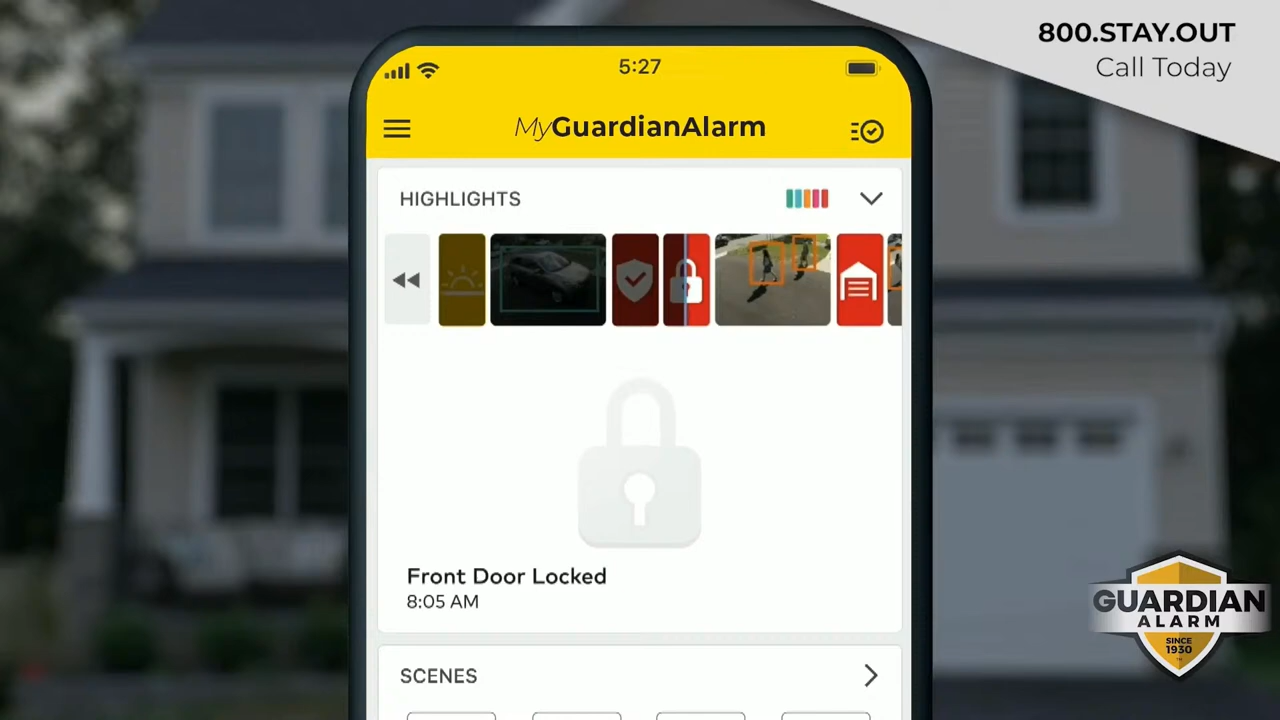 800.STAY.OUT
Call Today
5:27
MyGuardianAlarm
HIGHLIGHTS
Front Door Locked
8:05 AM
SCENES
GUARDIAN
ALARM
SINCE
1930